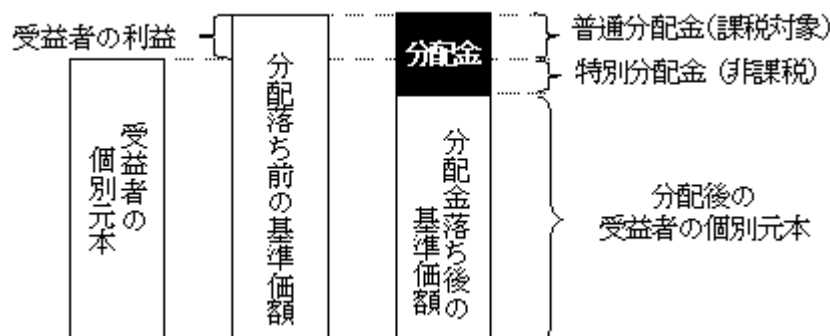 受益者の利益
受益者の
個別元本
分配落ち前の基準価額
分配金
分配金落ち後の
基準価額
普通分配金(課税対象)
特別分配金(非課税)
分配後の
受益者の個別元本